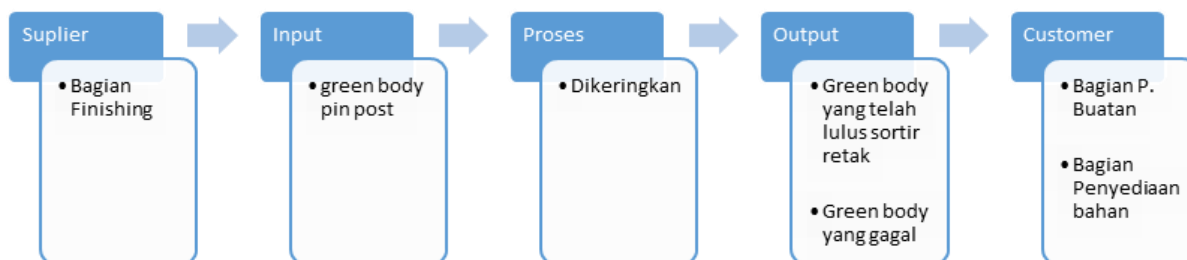 Suplier
• Bagian
Finishing
Input
• green body
pin post
Proses
• Dikeringkan
Output
• Green body
yang telah
lulus sortir
retak
• Green body
yang gagal
Customer
• Bagian P.
Buatan
• Bagian
Penyediaan
bahan